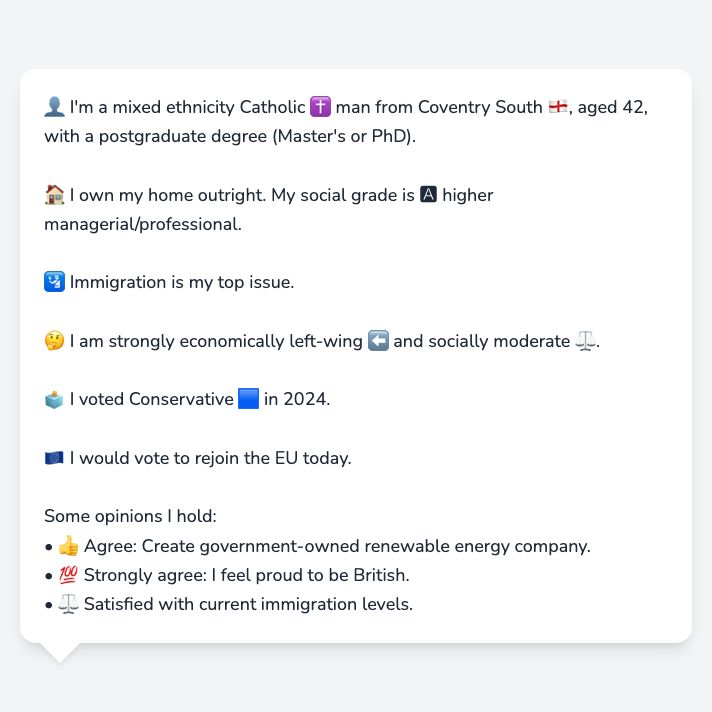 👤 I'm a mixed ethnicity Catholic ✝️ man from Coventry South 🏴󠁧󠁢󠁥󠁮󠁧󠁿, aged 42,
with a postgraduate degree (Master's or PhD).
🏠 I own my home outright. My social grade is 🅰️ higher
managerial/professional.
🛂 Immigration is my top issue.
🤔 I am strongly economically left-wing ⬅️ and socially moderate ⚖️.
🗳️ I voted Conservative 🟦 in 2024.
🇪🇺 I would vote to rejoin the EU today.
Some opinions I hold:
• 👍 Agree: Create government-owned renewable energy company.
• 💯 Strongly agree: I feel proud to be British.
• ⚖️ Satisfied with current immigration levels.